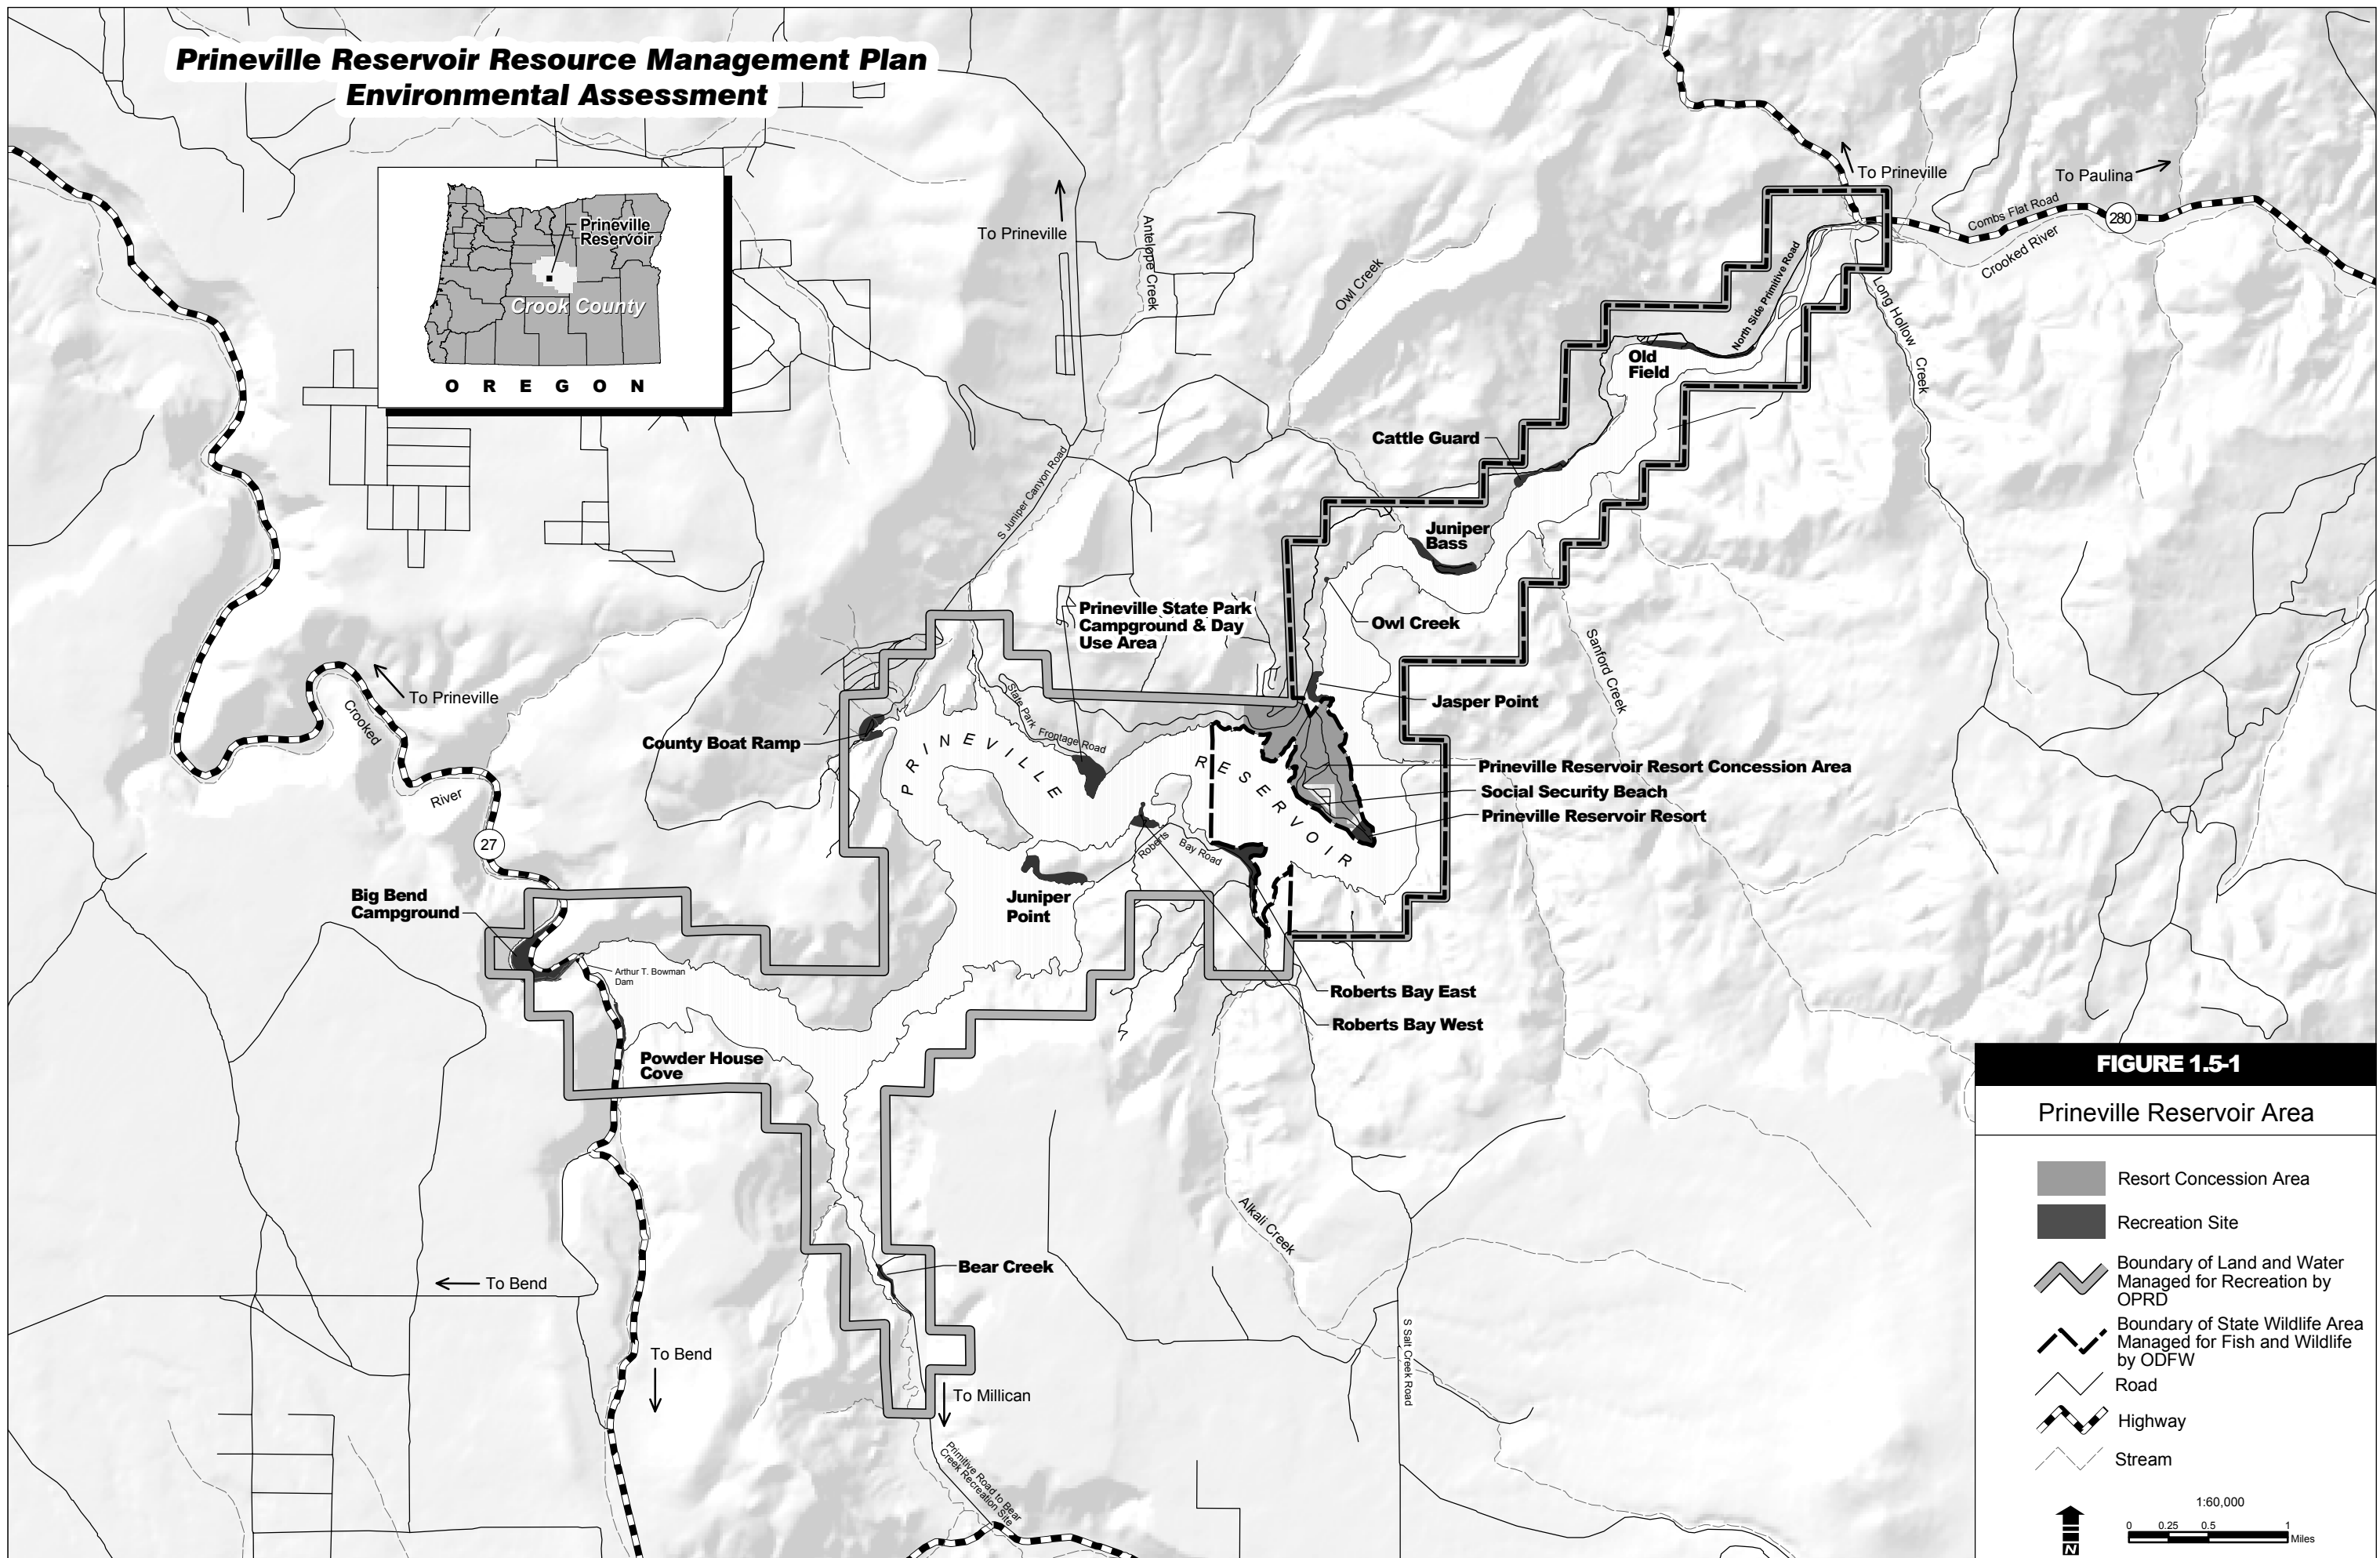 Prineville Reservoir Resource Management Plan
Environmental Assessment
Prineville
Reservoir
Crook County
OREGON
To Prineville
To Paulina
Combs Flat Road
280
Crooked River
To Prineville
Antelope Creek
Owl Creek
North Side Primitive Road
Long Hollow Creek
Old
Field
Cattle Guard
S Juniper Canyon Road
Juniper
Bass
Prineville State Park
Campground & Day
Use Area
Owl Creek
Sanford Creek
To Prineville
Crooked
River
27
State Park Frontage Road
Jasper Point
County Boat Ramp
PRINEVILLE
RESERVOIR
Prineville Reservoir Resort Concession Area
Social Security Beach
Prineville Reservoir Resort
Roberts Bay Road
Juniper
Point
Big Bend
Campground
Arthur T. Bowman
Dam
Roberts Bay East
Roberts Bay West
Powder House
Cove
Alkali Creek
Bear Creek
To Bend
To Bend
To Millican
S Salt Creek Road
Primitive Road to Bear
Creek Recreation Site
FIGURE 1.5-1
Prineville Reservoir Area
Resort Concession Area
Recreation Site
Boundary of Land and Water
Managed for Recreation by
OPRD
Boundary of State Wildlife Area
Managed for Fish and Wildlife
by ODFW
Road
Highway
Stream
1:60,000
0 0.25 0.5 1
Miles
N